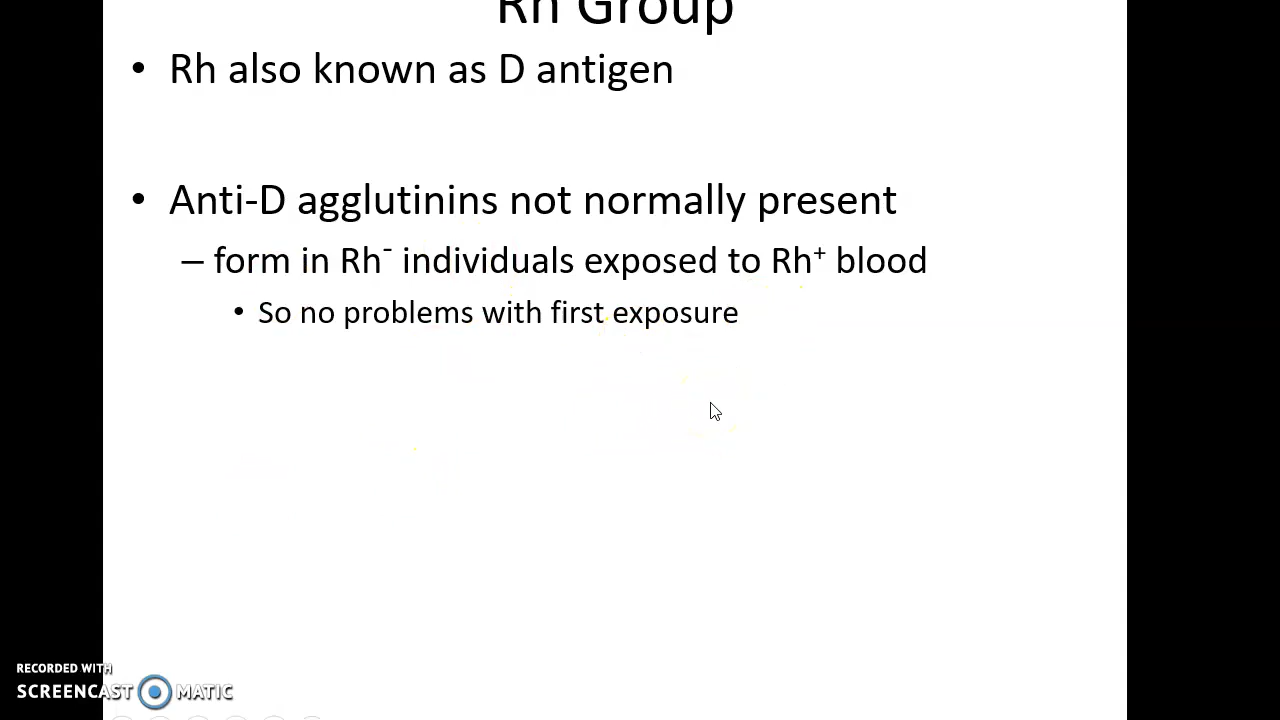 Rh Group
• Rh also known as D antigen
• Anti-D agglutinins not normally present
– form in Rh⁻ individuals exposed to Rh⁺ blood
• So no problems with first exposure
RECORDED WITH
SCREENCAST MATIC